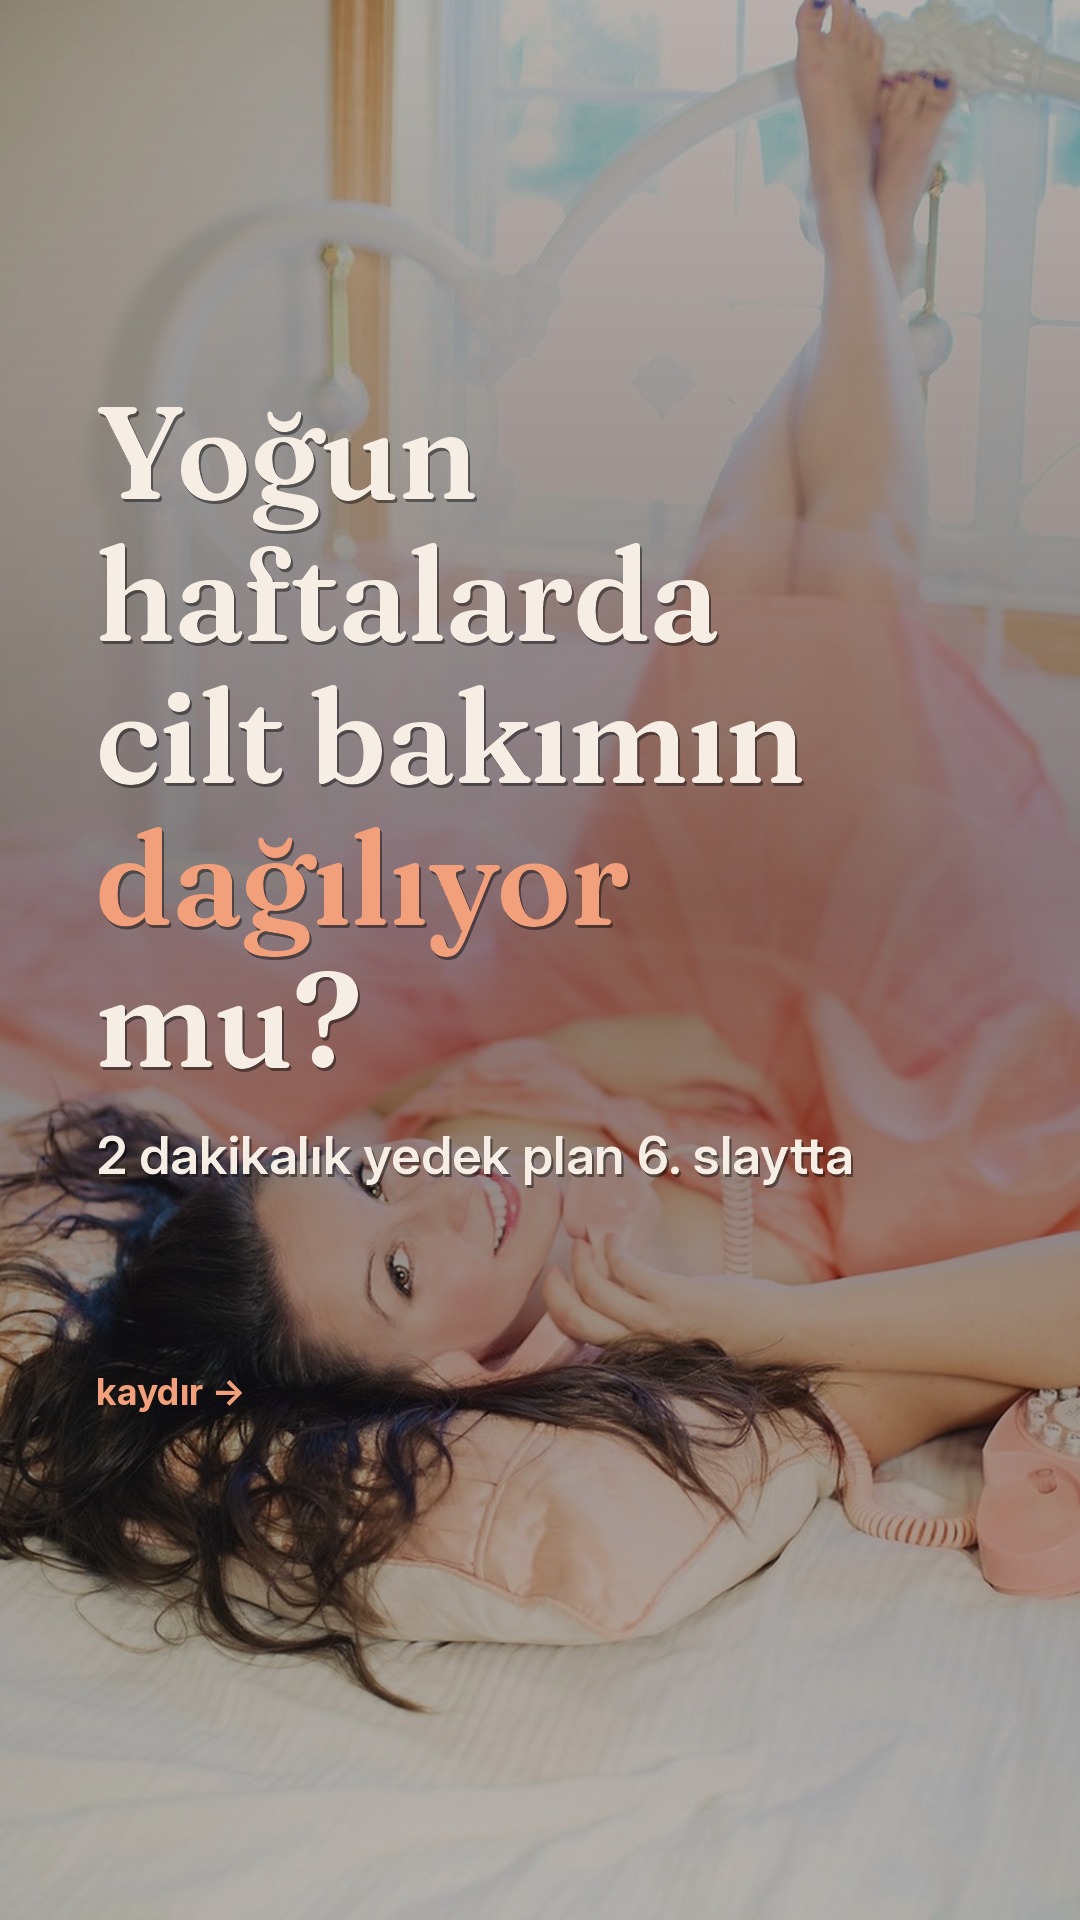 Yoğun
haftalarda
cilt bakımın
dağılıyor
mu?
2 dakikalık yedek plan 6. slaytta
kaydır →